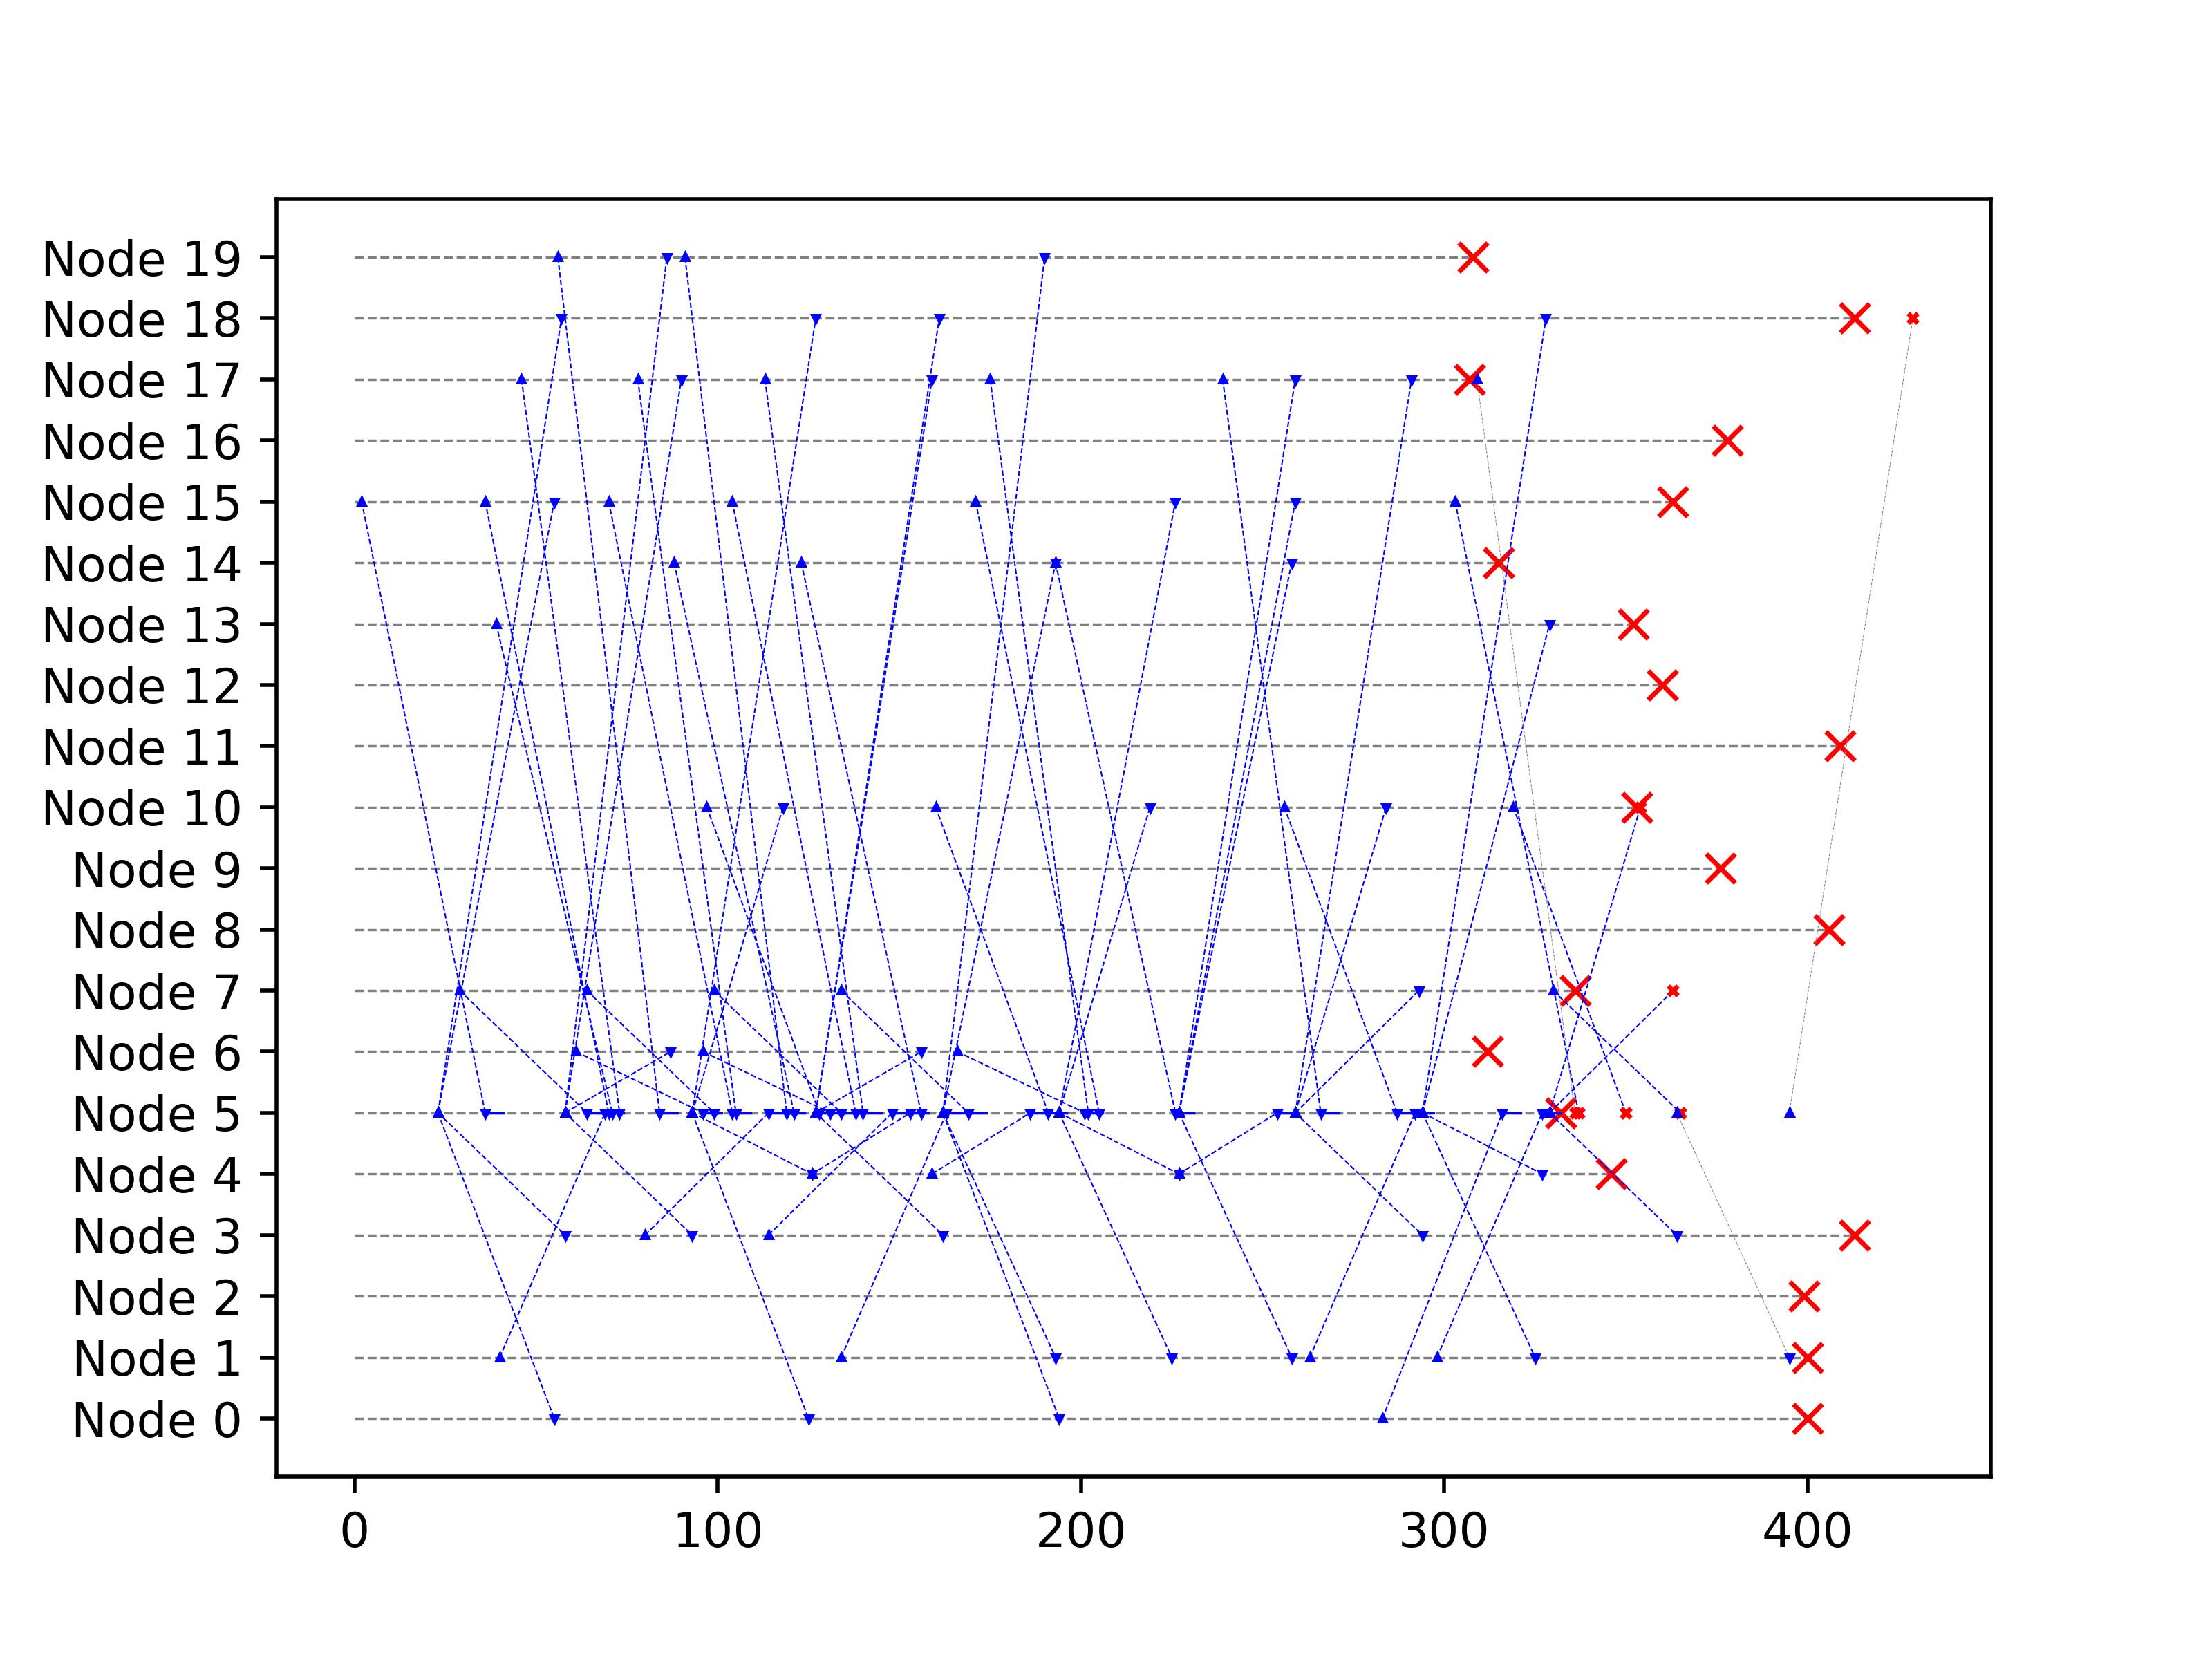 Node 19
Node 18
Node 17
Node 16
Node 15
Node 14
Node 13
Node 12
Node 11
Node 10
Node 9
Node 8
Node 7
Node 6
Node 5
Node 4
Node 3
Node 2
Node 1
Node 0
0 100 200 300 400